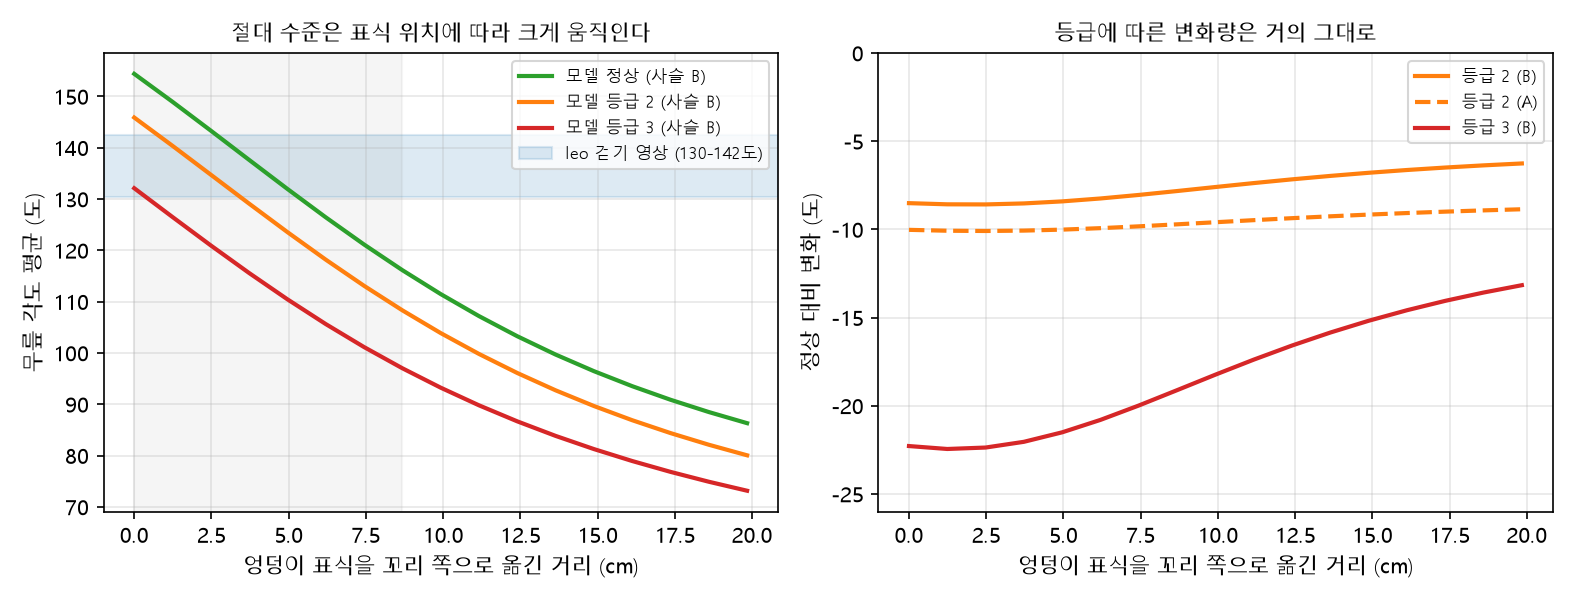 절대 수준은 표식 위치에 따라 크게 움직인다
모델 정상 (사슬 B)
모델 등급 2 (사슬 B)
모델 등급 3 (사슬 B)
leo 걷기 영상 (130-142도)
무릎 각도 평균 (도)
150
140
130
120
110
100
90
80
70
0.0 2.5 5.0 7.5 10.0 12.5 15.0 17.5 20.0
엉덩이 표식을 꼬리 쪽으로 옮긴 거리 (cm)
등급에 따른 변화량은 거의 그대로
등급 2 (B)
등급 2 (A)
등급 3 (B)
정상 대비 변화 (도)
0
-5
-10
-15
-20
-25
0.0 2.5 5.0 7.5 10.0 12.5 15.0 17.5 20.0
엉덩이 표식을 꼬리 쪽으로 옮긴 거리 (cm)